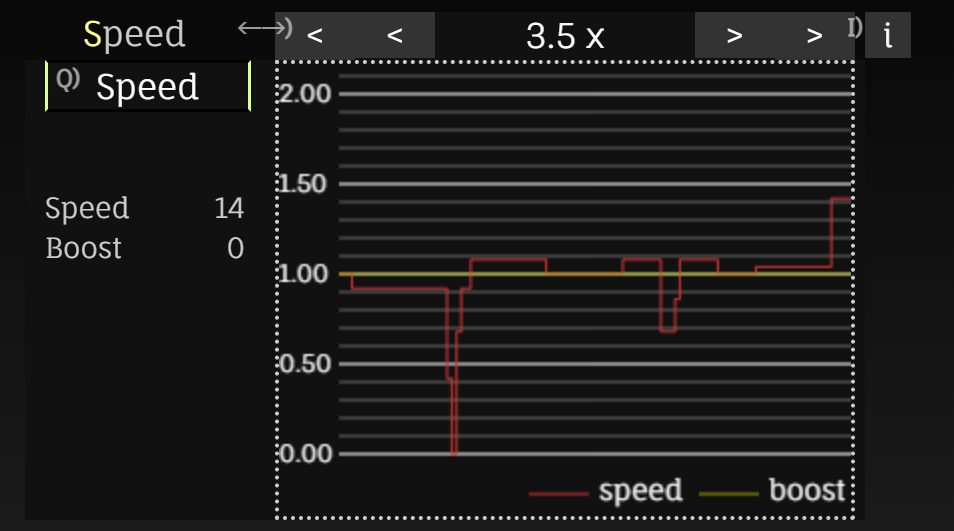 Speed ←→) < < 3.5 x > > I) i
Q) Speed
2.00
1.50
Speed 14
Boost 0
1.00
0.50
0.00
speed boost